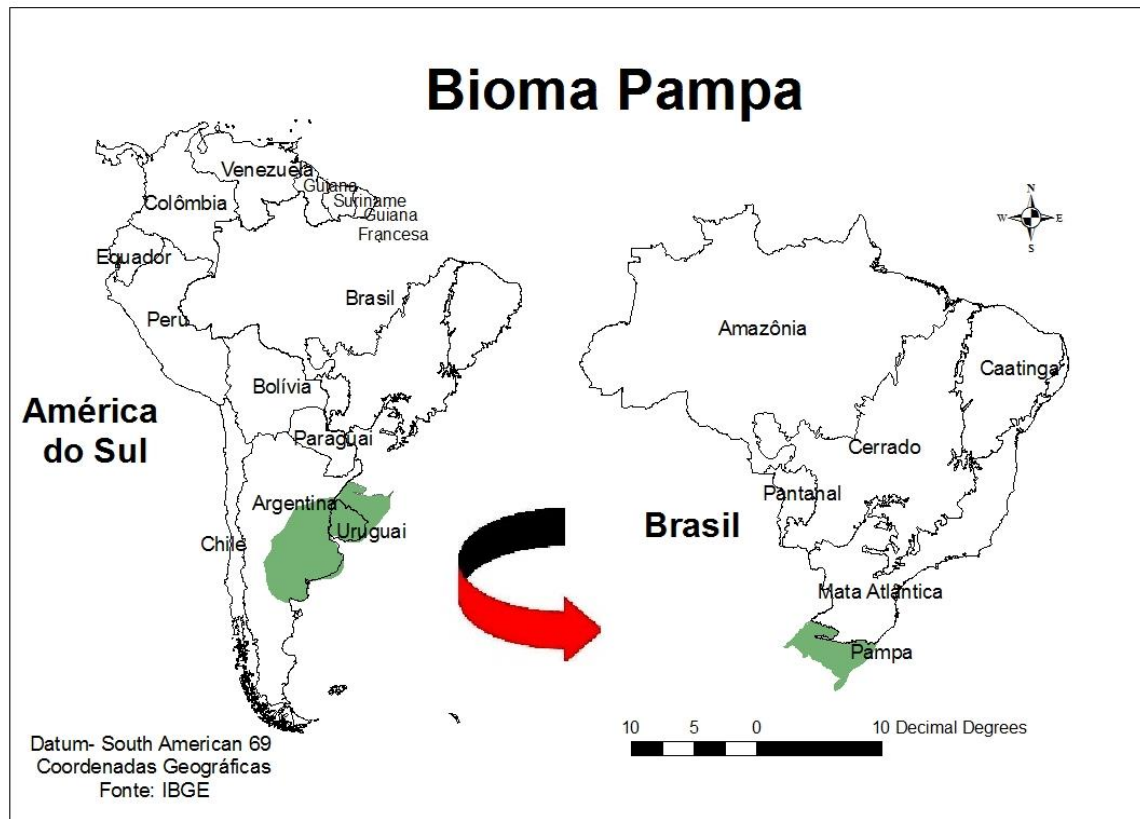 Bioma Pampa
Venezuela
Guiana
Suriname
Guiana
Francesa
Colômbia
Equador
Brasil
Peru
Bolívia
Paraguai
Argentina
Uruguai
Chile
América
do Sul
Datum- South American 69
Coordenadas Geográficas
Fonte: IBGE
N
W
E
S
Amazônia
Caatinga
Cerrado
Pantanal
Brasil
Mata Atlântica
Pampa
10 5 0 10 Decimal Degrees